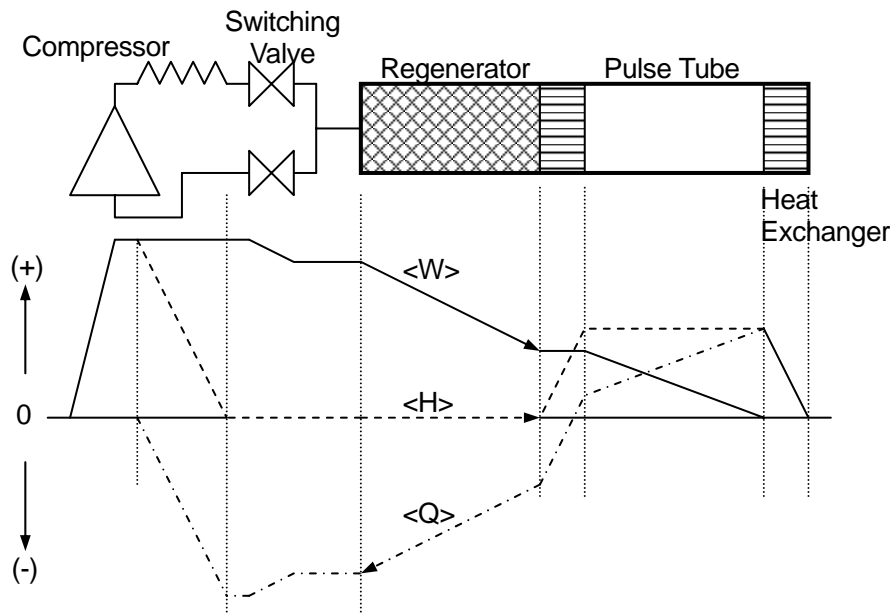 Switching
Compressor
Valve
Regenerator
Pulse Tube
Heat
Exchanger
(+)
<W>
0
<H>
<Q>
(-)